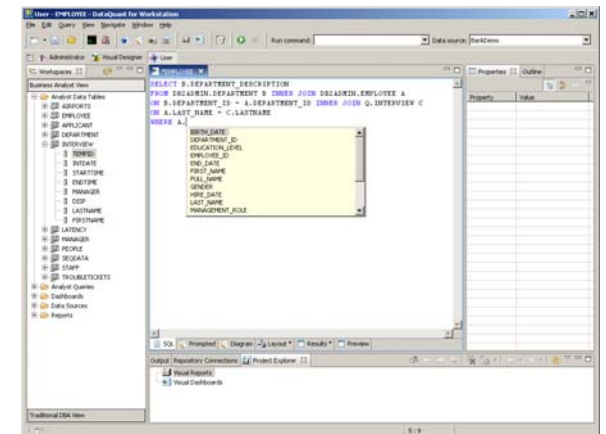 User - EMPLOYEE - DataQuant for Workstation
File Edit Query View Navigate Window Help
Run command:
Data source: BankDemo
Administrator Visual Designer User
Workspaces
Business Analyst View
Analyst Data Tables
AIRPORTS
EMPLOYEE
APPLICANT
DEPARTMENT
INTERVIEW
TEMPID
INTDATE
STARTTIME
ENDTIME
MANAGER
DISP
LASTNAME
FIRSTNAME
LATENCY
MANAGER
PEOPLE
SEQDATA
STAFF
TROUBLETICKETS
Analyst Queries
Dashboards
Data Sources
Reports
Traditional DBA View
*EMPLOYEE
SELECT B.DEPARTMENT_DESCRIPTION
FROM DB2ADMIN.DEPARTMENT B INNER JOIN DB2ADMIN.EMPLOYEE A
ON B.DEPARTMENT_ID = A.DEPARTMENT_ID INNER JOIN Q.INTERVIEW C
ON A.LAST_NAME = C.LASTNAME
WHERE A.
BIRTH_DATE
DEPARTMENT_ID
EDUCATION_LEVEL
EMPLOYEE_ID
END_DATE
FIRST_NAME
FULL_NAME
GENDER
HIRE_DATE
LAST_NAME
MANAGEMENT_ROLE
SQL Prompted Diagram Layout * Results * Preview
Output Repository Connections Project Explorer
Visual Reports
Visual Dashboards
Properties Outline
Property Value